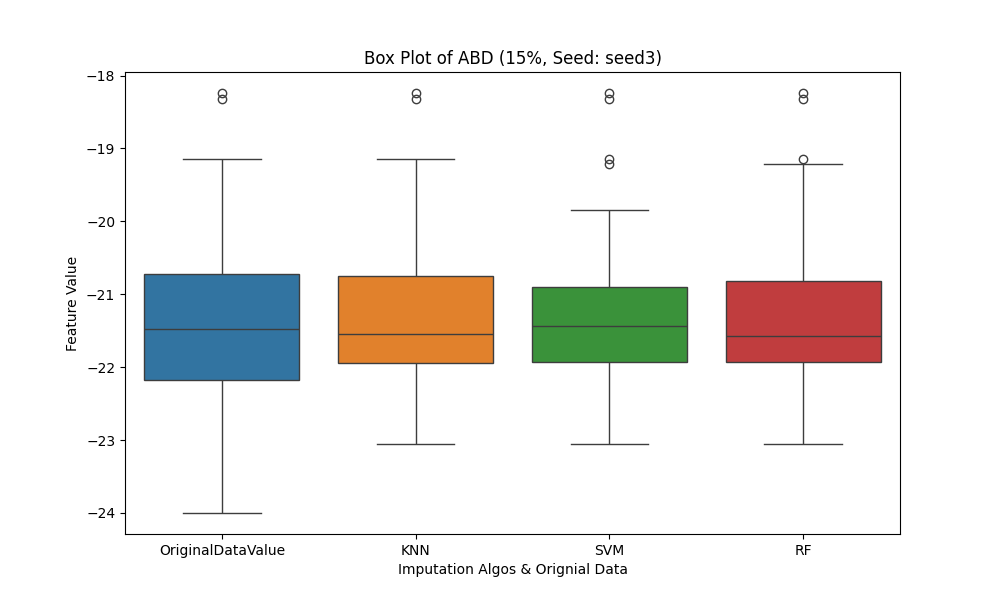 Box Plot of ABD (15%, Seed: seed3)
−18
−19
−20
−21
−22
−23
−24
Feature Value
OriginalDataValue
KNN
SVM
RF
Imputation Algos & Orignial Data